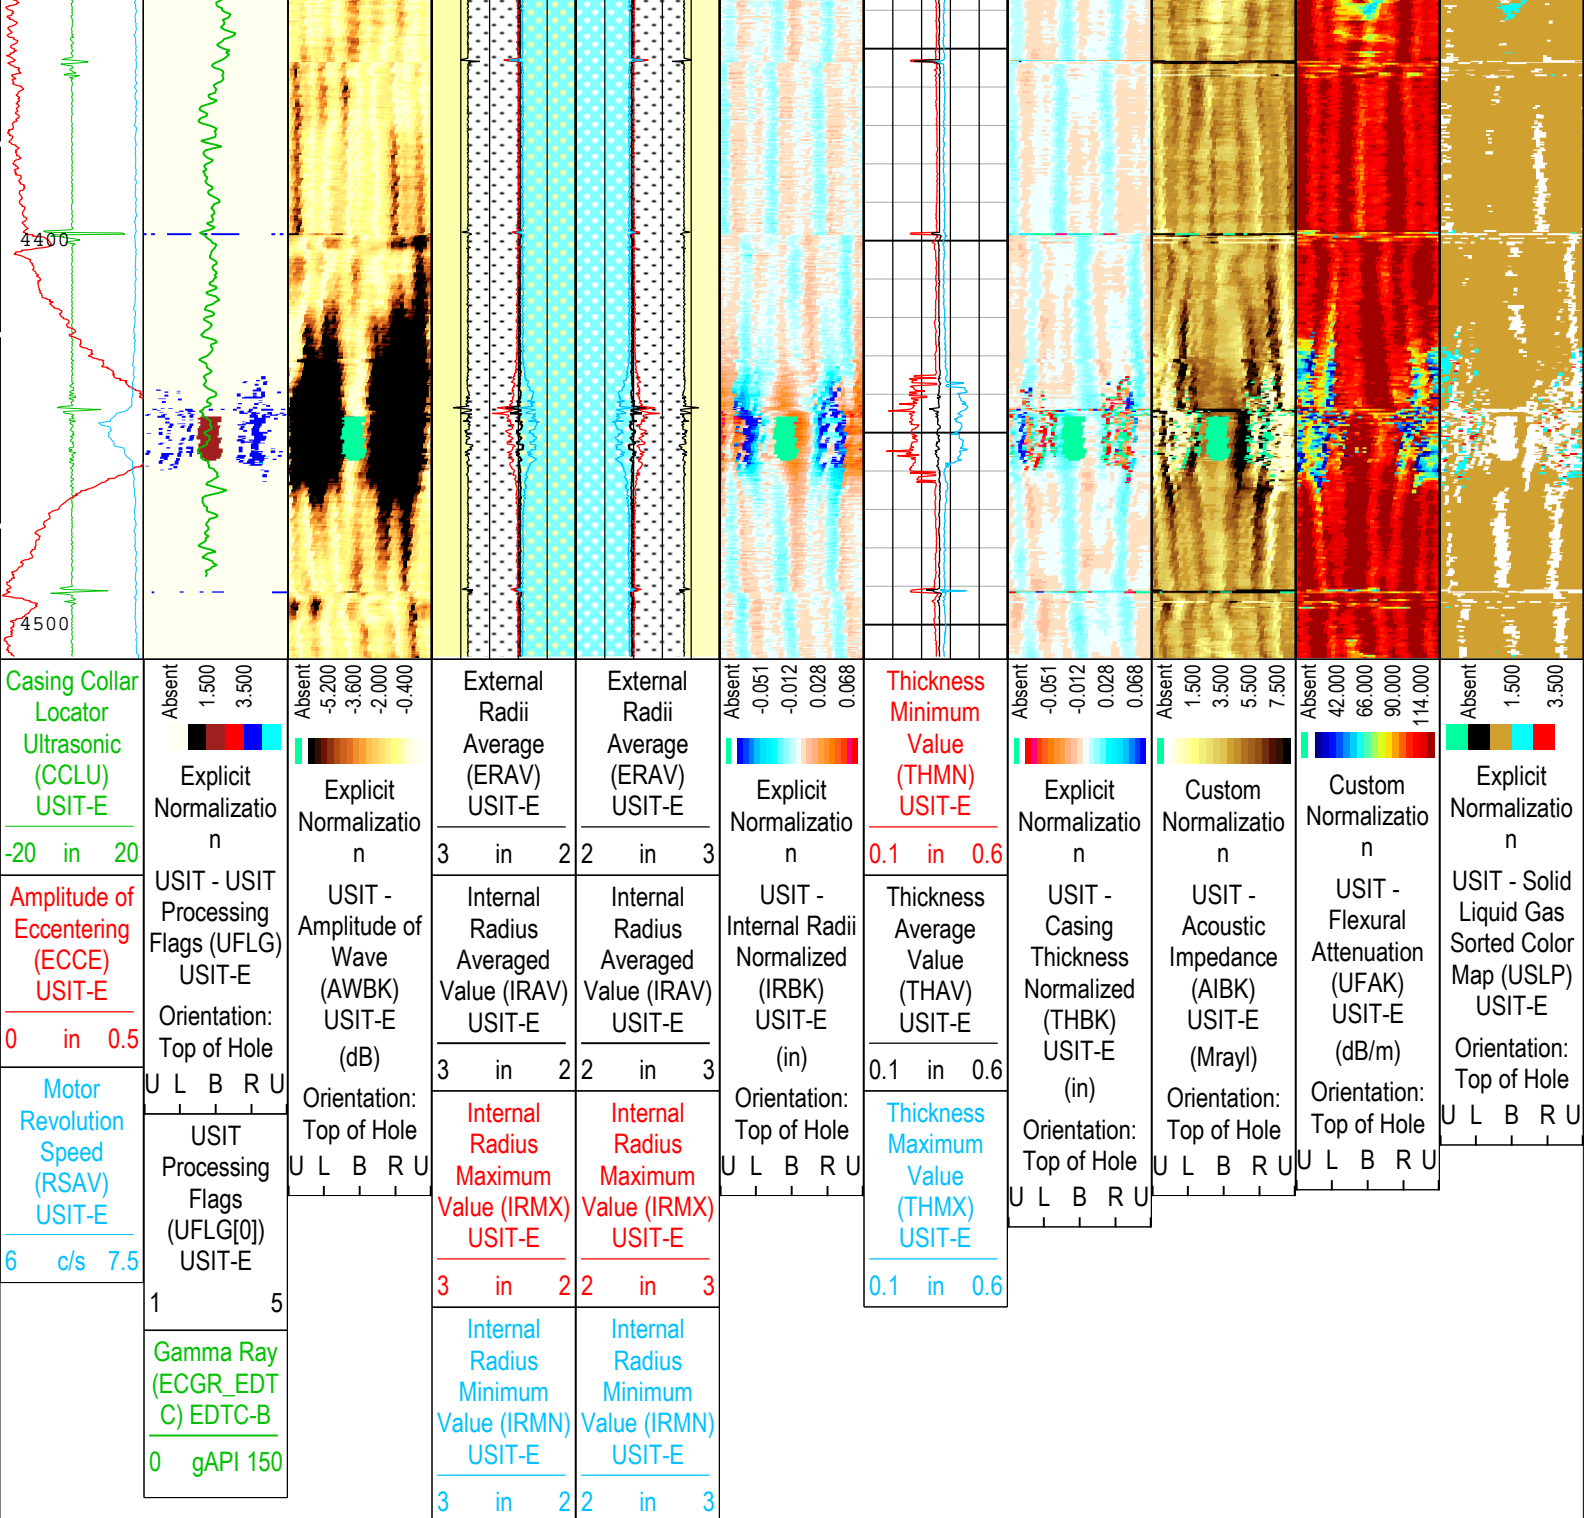 4400
4500
Casing Collar
Locator
Ultrasonic
(CCLU)
USIT-E
-20 in 20
Amplitude of
Eccentering
(ECCE)
USIT-E
0 in 0.5
Motor
Revolution
Speed
(RSAV)
USIT-E
6 c/s 7.5
Absent 1.500 3.500
Explicit
Normalizatio
n
USIT - USIT
Processing
Flags (UFLG)
USIT-E
Orientation:
Top of Hole
U L B R U
USIT
Processing
Flags
(UFLG[0])
USIT-E
1 5
Gamma Ray
(ECGR_EDT
C) EDTC-B
0 gAPI 150
Absent -5.200 -3.600 -2.000 -0.400
Explicit
Normalizatio
n
USIT -
Amplitude of
Wave
(AWBK)
USIT-E
(dB)
Orientation:
Top of Hole
U L B R U
External
Radii
Average
(ERAV)
USIT-E
3 in 2
Internal
Radius
Averaged
Value (IRAV)
USIT-E
3 in 2
Internal
Radius
Maximum
Value (IRMX)
USIT-E
3 in 2
Internal
Radius
Minimum
Value (IRMN)
USIT-E
3 in 2
External
Radii
Average
(ERAV)
USIT-E
2 in 3
Internal
Radius
Averaged
Value (IRAV)
USIT-E
2 in 3
Internal
Radius
Maximum
Value (IRMX)
USIT-E
2 in 3
Internal
Radius
Minimum
Value (IRMN)
USIT-E
2 in 3
Absent -0.051 -0.012 0.028 0.068
Explicit
Normalizatio
n
USIT -
Internal Radii
Normalized
(IRBK)
USIT-E
(in)
Orientation:
Top of Hole
U L B R U
Thickness
Minimum
Value
(THMN)
USIT-E
0.1 in 0.6
Thickness
Average
Value
(THAV)
USIT-E
0.1 in 0.6
Thickness
Maximum
Value
(THMX)
USIT-E
0.1 in 0.6
Absent -0.051 -0.012 0.028 0.068
Explicit
Normalizatio
n
USIT -
Casing
Thickness
Normalized
(THBK)
USIT-E
(in)
Orientation:
Top of Hole
U L B R U
Absent 1.500 3.500 5.500 7.500
Custom
Normalizatio
n
USIT -
Acoustic
Impedance
(AIBK)
USIT-E
(Mrayl)
Orientation:
Top of Hole
U L B R U
Absent 42.000 66.000 90.000 114.000
Custom
Normalizatio
n
USIT -
Flexural
Attenuation
(UFAK)
USIT-E
(dB/m)
Orientation:
Top of Hole
U L B R U
Absent 1.500 3.500
Explicit
Normalizatio
n
USIT - Solid
Liquid Gas
Sorted Color
Map (USLP)
USIT-E
Orientation:
Top of Hole
U L B R U